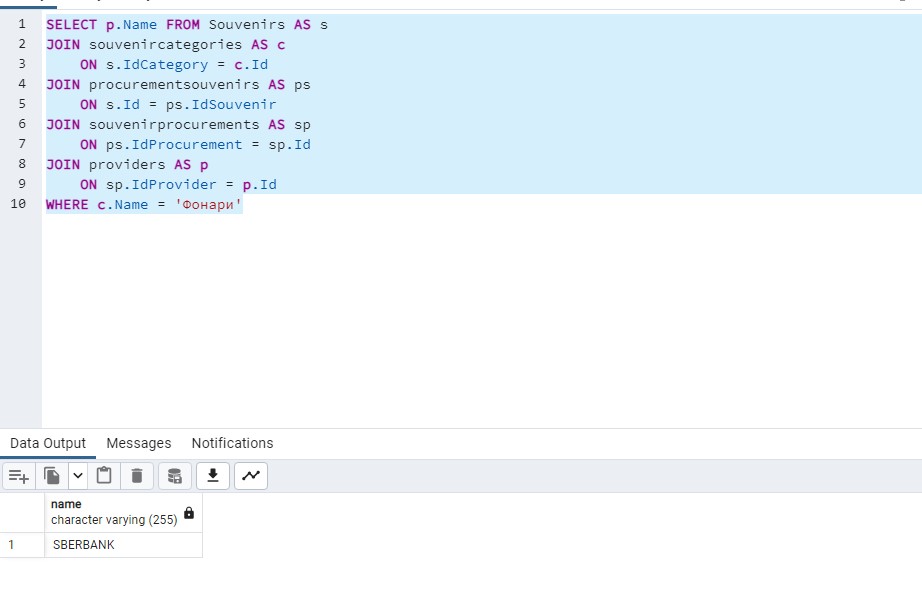 1 SELECT p.Name FROM Souvenirs AS s
2 JOIN souvenircategories AS c
3 ON s.IdCategory = c.Id
4 JOIN procurementsouvenirs AS ps
5 ON s.Id = ps.IdSouvenir
6 JOIN souvenirprocurements AS sp
7 ON ps.IdProcurement = sp.Id
8 JOIN providers AS p
9 ON sp.IdProvider = p.Id
10 WHERE c.Name = 'Фонари'
Data Output Messages Notifications
name
character varying (255)
1 SBERBANK